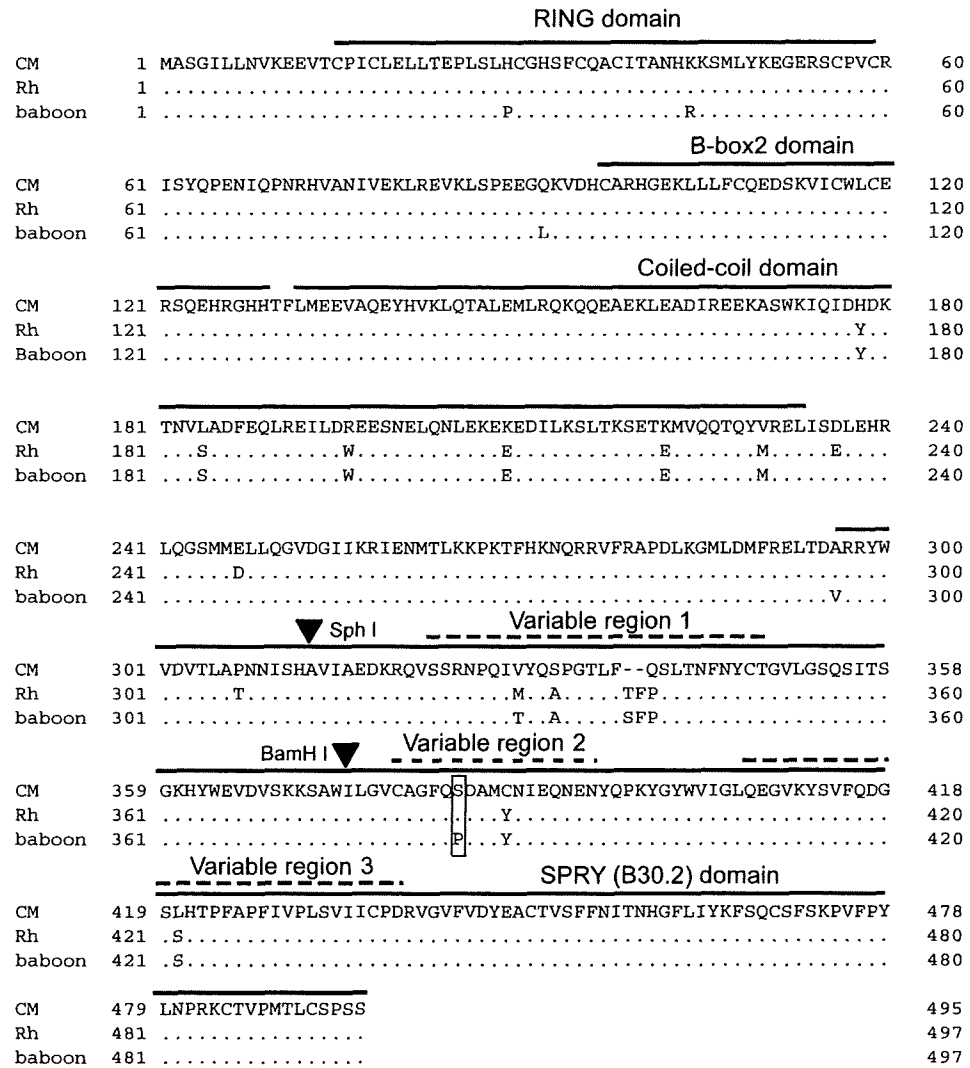 RING domain
CM 1 MASGILLNVKEEVTCPICLELLTEPLSLHCGHSFCQACITANHKKSMLYKEGERSCPVCR 60
Rh 1 ............................................................ 60
baboon 1 ............................P..............R................ 60
B-box2 domain
CM 61 ISYQPENIQPNRHVANIVEKLREVKLSPEEGQKVDHCARHGEKLLLFCQEDSKVICWLCE 120
Rh 61 ............................................................ 120
baboon 61 ...............................L............................ 120
Coiled-coil domain
CM 121 RSQEHRGHHTFLMEEVAQEYHVKLQTALEMLRQKQQEAEKLEADIREEKASWKIQIDHDK 180
Rh 121 .........................................................Y.. 180
Baboon 121 .........................................................Y.. 180
CM 181 TNVLADFEQLREILDREESNELQNLEKEKEDILKSLTKSETKMVQQTQYVRELISDLEHR 240
Rh 181 ...S...........W............E............E.......M.....E.... 240
baboon 181 ...S...........W............E............E.......M.......... 240
CM 241 LQGSMMELLQGVDGIIKRIENMTLKKPKTFHKNQRRVFRAPDLKGMLDMFRELTDARRYW 300
Rh 241 ......D..................................................... 300
baboon 241 .......................................................V.... 300
Sph I Variable region 1
CM 301 VDVTLAPNNISHAVIAEDKRQVSSRNPQIVYQSPGTLF--QSLTNFNYCTGVLGSQSITS 358
Rh 301 ......T......................M..A.....TFP................... 360
baboon 301 .............................T..A.....SFP................... 360
BamH I Variable region 2
CM 359 GKHYWEVDVSKKSAWILGVCAGFQSDAMCNIEQNENYQPKYGYWVIGLQEGVKYSVFQDG 418
Rh 361 ............................Y............................... 420
baboon 361 ........................P...Y............................... 420
Variable region 3 SPRY (B30.2) domain
CM 419 SLHTPFAPFIVPLSVIICPDRVGVFVDYEACTVSFFNITNHGFLIYKFSQCSFSKPVFPY 478
Rh 421 .S.......................................................... 480
baboon 421 .S.......................................................... 480
CM 479 LNPRKCTVPMTLCSPSS 495
Rh 481 ................. 497
baboon 481 ................. 497